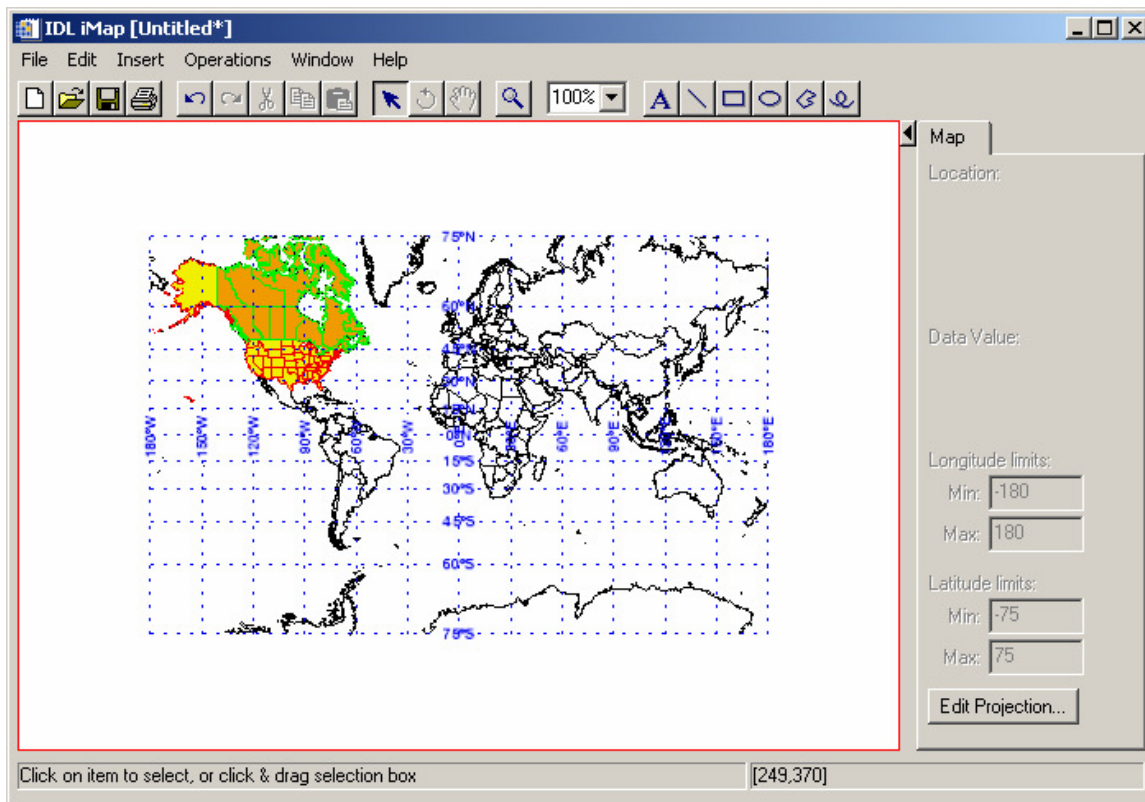 IDL iMap [Untitled*]
File Edit Insert Operations Window Help
100%
A
Map
Location:
Data Value:
Longitude limits:
Min: -180
Max: 180
Latitude limits:
Min: -75
Max: 75
Edit Projection...
75°N
60°N
45°N
30°N
15°N
180°W 150°W 120°W 90°W 60°W 30°W 0°N 60°E 90°E 180°E
15°S
30°S
45°S
60°S
75°S
Click on item to select, or click & drag selection box [249,370]